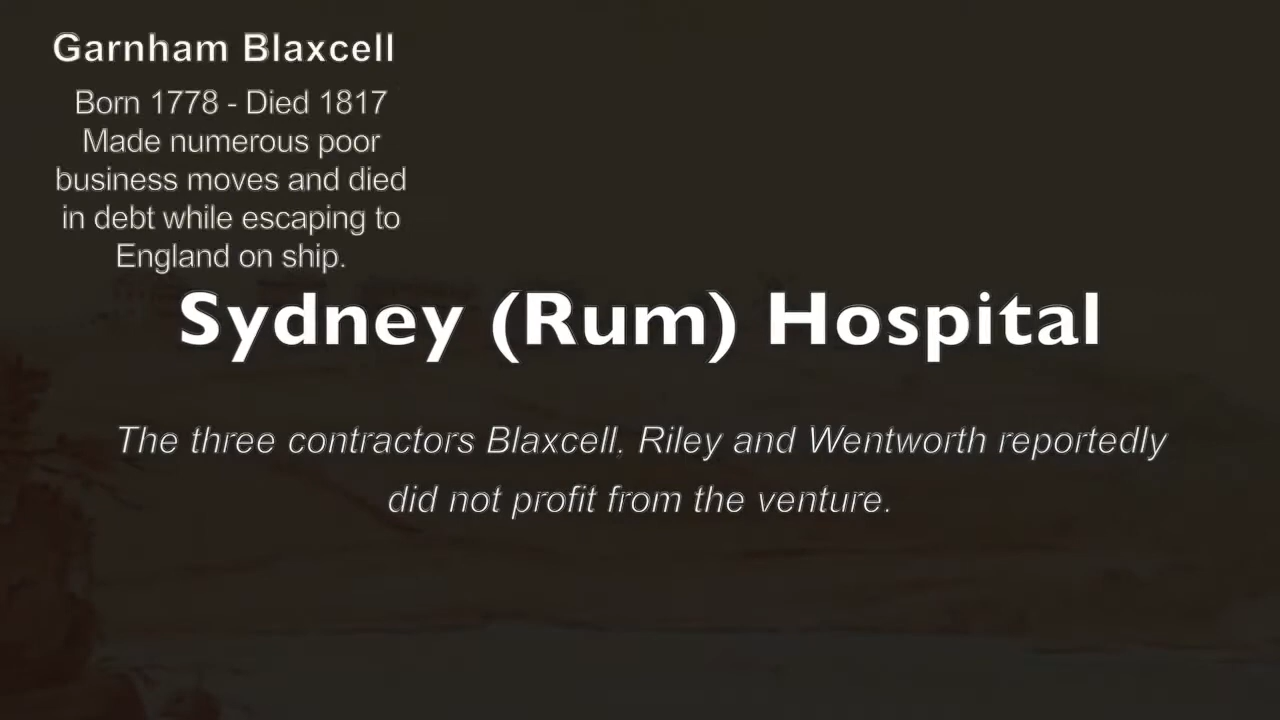 Garnham Blaxcell
Born 1778 - Died 1817
Made numerous poor
business moves and died
in debt while escaping to
England on ship.
Sydney (Rum) Hospital
The three contractors Blaxcell. Riley and Wentworth reportedly
did not profit from the venture.